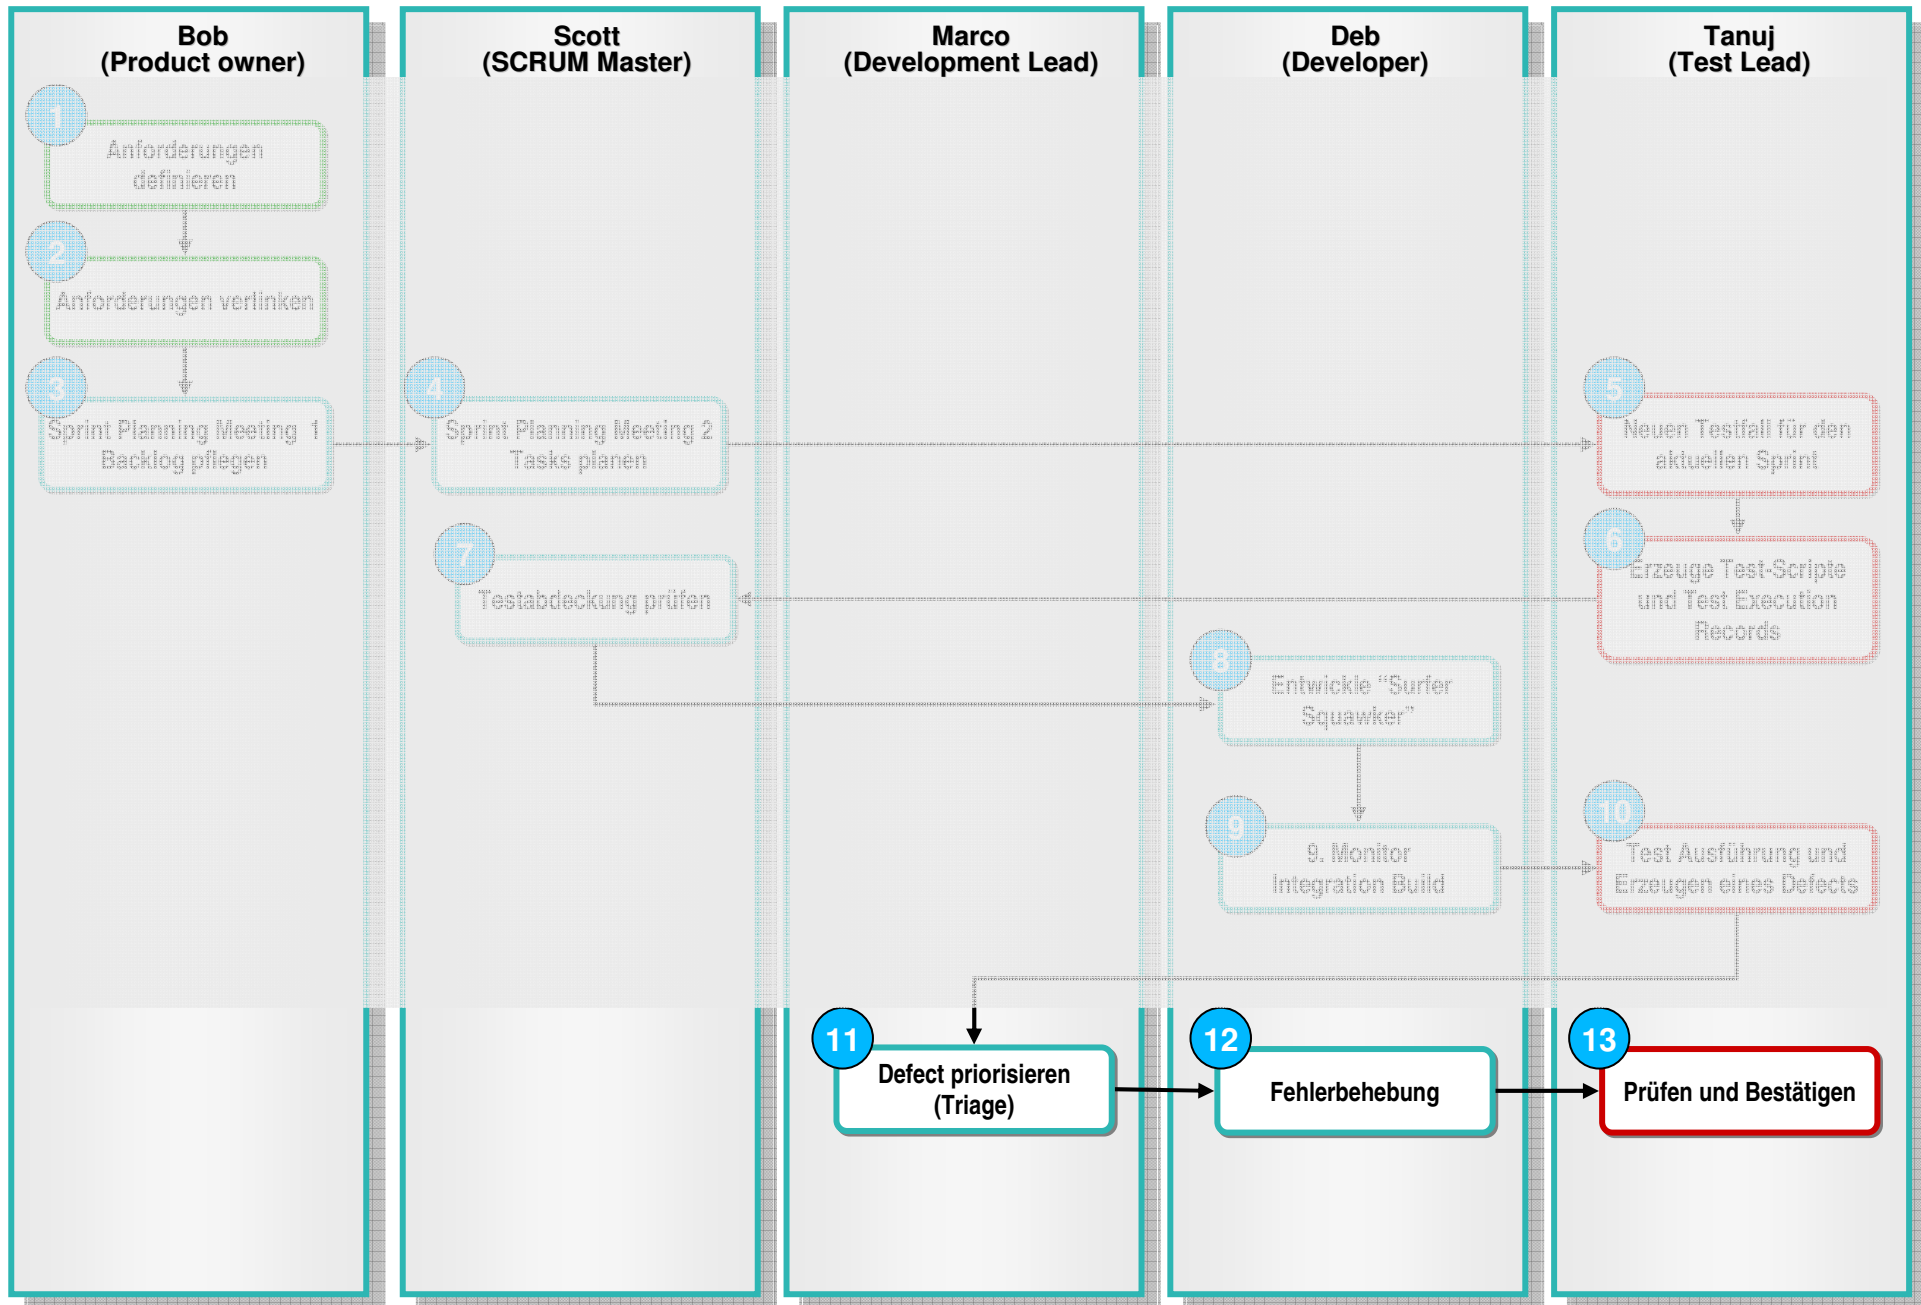 Bob
(Product owner)
Scott
(SCRUM Master)
Marco
(Development Lead)
Deb
(Developer)
Tanuj
(Test Lead)
1
Anforderungen
definieren
2
Anforderungen verlinken
3
Sprint Planning Meeting 1
Backlog pflegen
4
Sprint Planning Meeting 2
Tasks planen
5
Neuen Testfall für den
aktuellen Sprint
6
Erzeuge Test-Scripte
und Test Execution
Records
7
Testabdeckung prüfen
8
Entwickle "Surfer
Squawker"
9
9. Monitor
Integration Build
10
Test Ausführung und
Erzeugen eines Defects
11
Defect priorisieren
(Triage)
12
Fehlerbehebung
13
Prüfen und Bestätigen